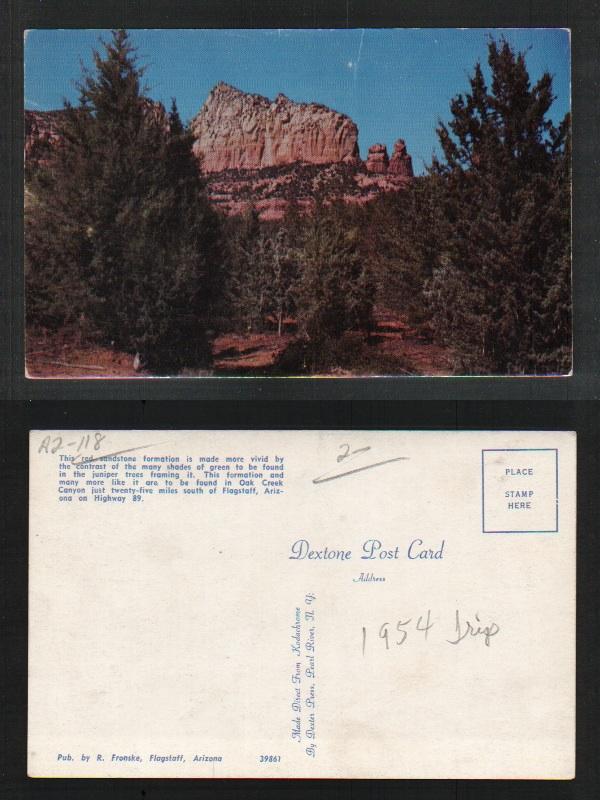 A2-118
This red sandstone formation is made more vivid by
the contrast of the many shades of green to be found
in the juniper trees framing it. This formation and
many more like it are to be found in Oak Creek
Canyon just twenty-five miles south of Flagstaff, Ariz-
ona on Highway 89.
2-
PLACE
STAMP
HERE
Dextone Post Card
Address
1954 Trip
Made Direct From Kodachrome
By Dexter Press, Pearl River, N. Y.
Pub. by R. Fronske, Flagstaff, Arizona
39861